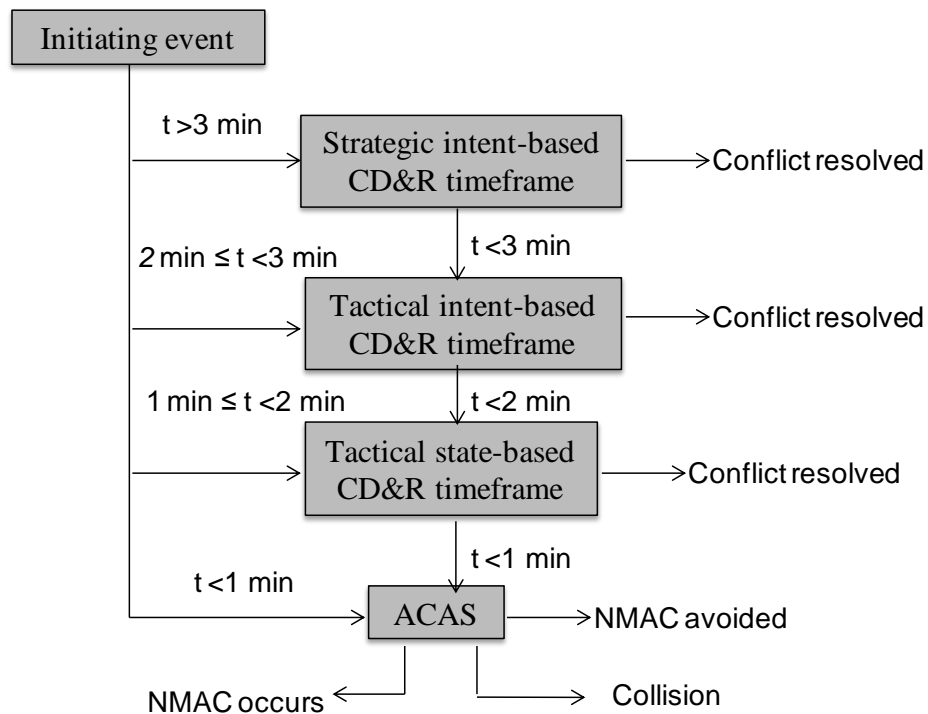 Initiating event
t >3 min
Strategic intent-based
CD&R timeframe
Conflict resolved
t <3 min
2 min ≤ t <3 min
Tactical intent-based
CD&R timeframe
Conflict resolved
t <2 min
1 min ≤ t <2 min
Tactical state-based
CD&R timeframe
Conflict resolved
t <1 min
t <1 min
ACAS
NMAC avoided
NMAC occurs
Collision